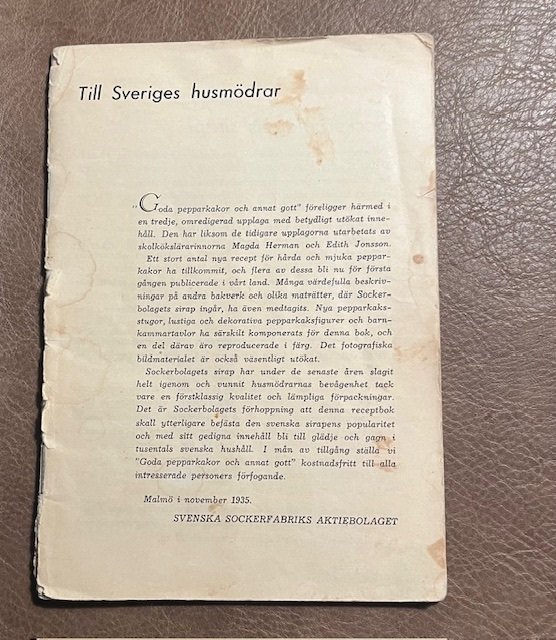 Till Sveriges husmödrar
"Goda pepparkakor och annat gott" föreligger härmed i
en tredje, omredigerad upplaga med betydligt utökat inne-
håll. Den har liksom de tidigare upplagorna utarbetats av
skolkökslärarinnorna Magda Herman och Edith Jonsson.
Ett stort antal nya recept för hårda och mjuka peppar-
kakor ha tillkommit, och flera av dessa bli nu för första
gången publicerade i vårt land. Många värdefulla beskriv-
ningar på andra bakverk och olika maträtter, där Socker-
bolagets sirap ingår, ha även medtagits. Nya pepparkaks-
stugor, lustiga och dekorativa pepparkaksfigurer och barn-
kammartavlor ha särskilt komponerats för denna bok, och
en del därav äro reproducerade i färg. Det fotografiska
bildmaterialet är också väsentligt utökat.
Sockerbolagets sirap har under de senaste åren slagit
helt igenom och vunnit husmödrarnas bevågenhet tack
vare en förstklassig kvalitet och lämpliga förpackningar.
Det är Sockerbolagets förhoppning att denna receptbok
skall ytterligare befästa den svenska sirapens popularitet
och med sitt gedigna innehåll bli till glädje och gagn i
tusentals svenska hushåll. I mån av tillgång ställa vi
"Goda pepparkakor och annat gott" kostnadsfritt till alla
intresserade personers förfogande.
Malmö i november 1935.
SVENSKA SOCKERFABRIKS AKTIEBOLAGET